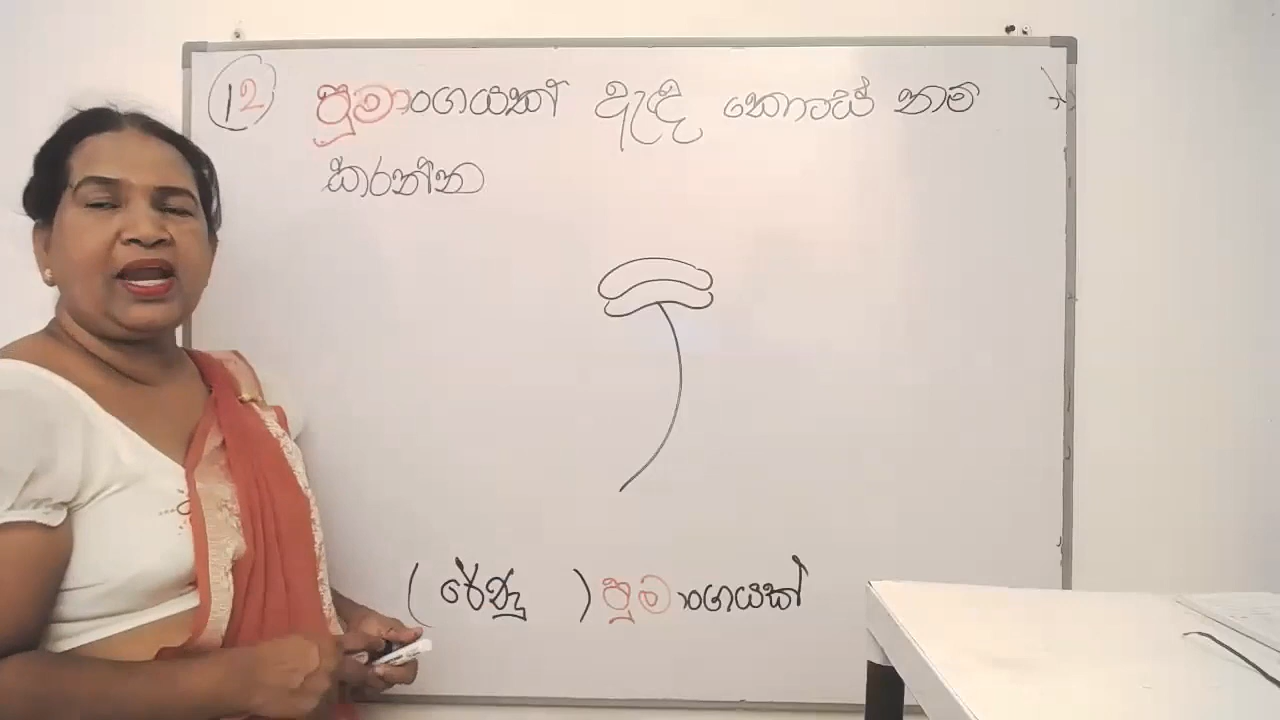 12 පුමාංගයක් ඇඳ කොටස් නම්
කරන්න
( රේණු ) පුමාංගයක්